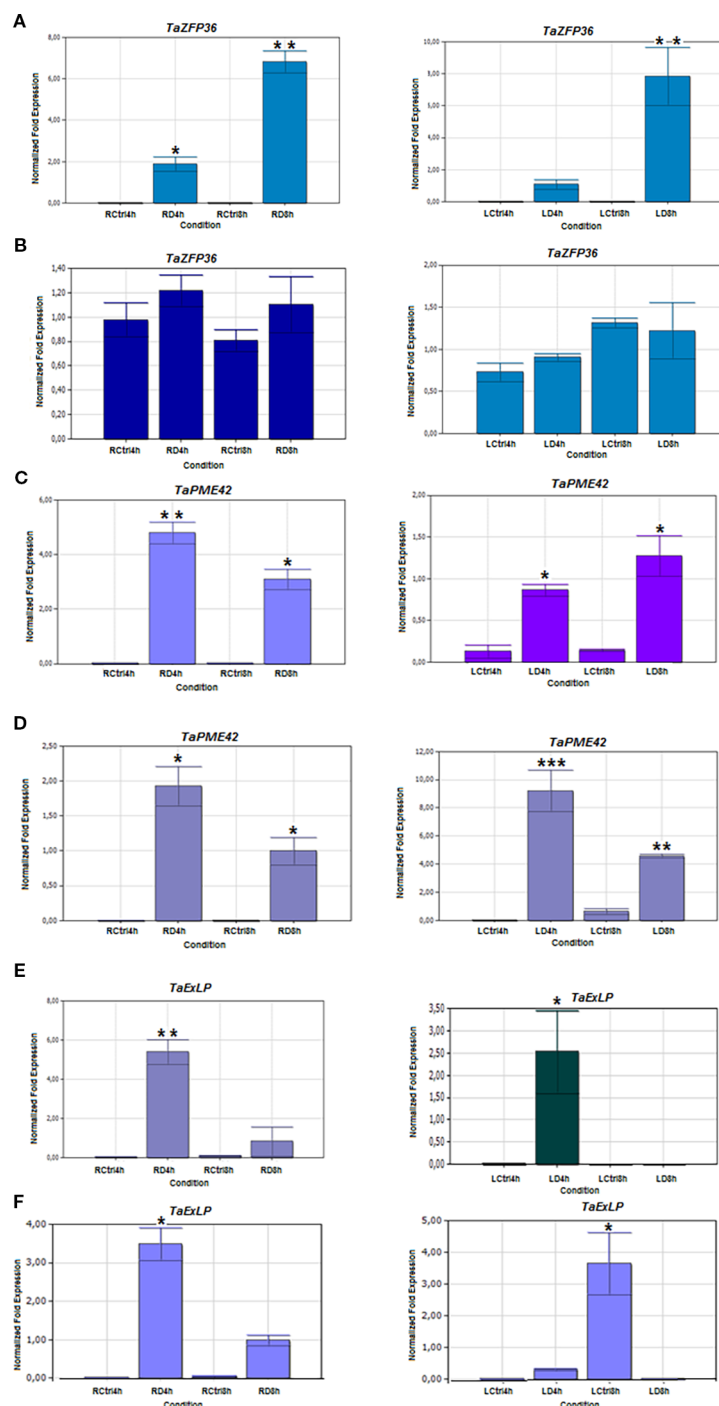 A
TaZFP36
Normalized Fold Expression
8,00
6,00
4,00
2,00
0,00
**
*
RCtrl4h RD4h RCtrl8h RD8h
Condition
TaZFP36
Normalized Fold Expression
10,00
8,00
6,00
4,00
2,00
0,00
**
LCtrl4h LD4h LCtrl8h LD8h
Condition
B
TaZFP36
Normalized Fold Expression
1,40
1,20
1,00
0,80
0,60
0,40
0,20
0,00
RCtrl4h RD4h RCtrl8h RD8h
Condition
TaZFP36
Normalized Fold Expression
2,00
1,50
1,00
0,50
0,00
LCtrl4h LD4h LCtrl8h LD8h
Condition
C
TaPME42
Normalized Fold Expression
6,00
4,00
2,00
0,00
**
*
RCtrl4h RD4h RCtrl8h RD8h
Condition
TaPME42
Normalized Fold Expression
2,00
1,50
1,00
0,50
0,00
*
*
LCtrl4h LD4h LCtrl8h LD8h
Condition
D
TaPME42
Normalized Fold Expression
2,50
2,00
1,50
1,00
0,50
0,00
*
*
RCtrl4h RD4h RCtrl8h RD8h
Condition
TaPME42
Normalized Fold Expression
12,00
10,00
8,00
6,00
4,00
2,00
0,00
***
**
LCtrl4h LD4h LCtrl8h LD8h
Condition
E
TaExLP
Normalized Fold Expression
8,00
6,00
4,00
2,00
0,00
**
RCtrl4h RD4h RCtrl8h RD8h
Condition
TaExLP
Normalized Fold Expression
3,50
3,00
2,50
2,00
1,50
1,00
0,50
0,00
*
LCtrl4h LD4h LCtrl8h LD8h
Condition
F
TaExLP
Normalized Fold Expression
4,00
3,00
2,00
1,00
0,00
*
RCtrl4h RD4h RCtrl8h RD8h
Condition
TaExLP
Normalized Fold Expression
5,00
4,00
3,00
2,00
1,00
0,00
*
LCtrl4h LD4h LCtrl8h LD8h
Condition